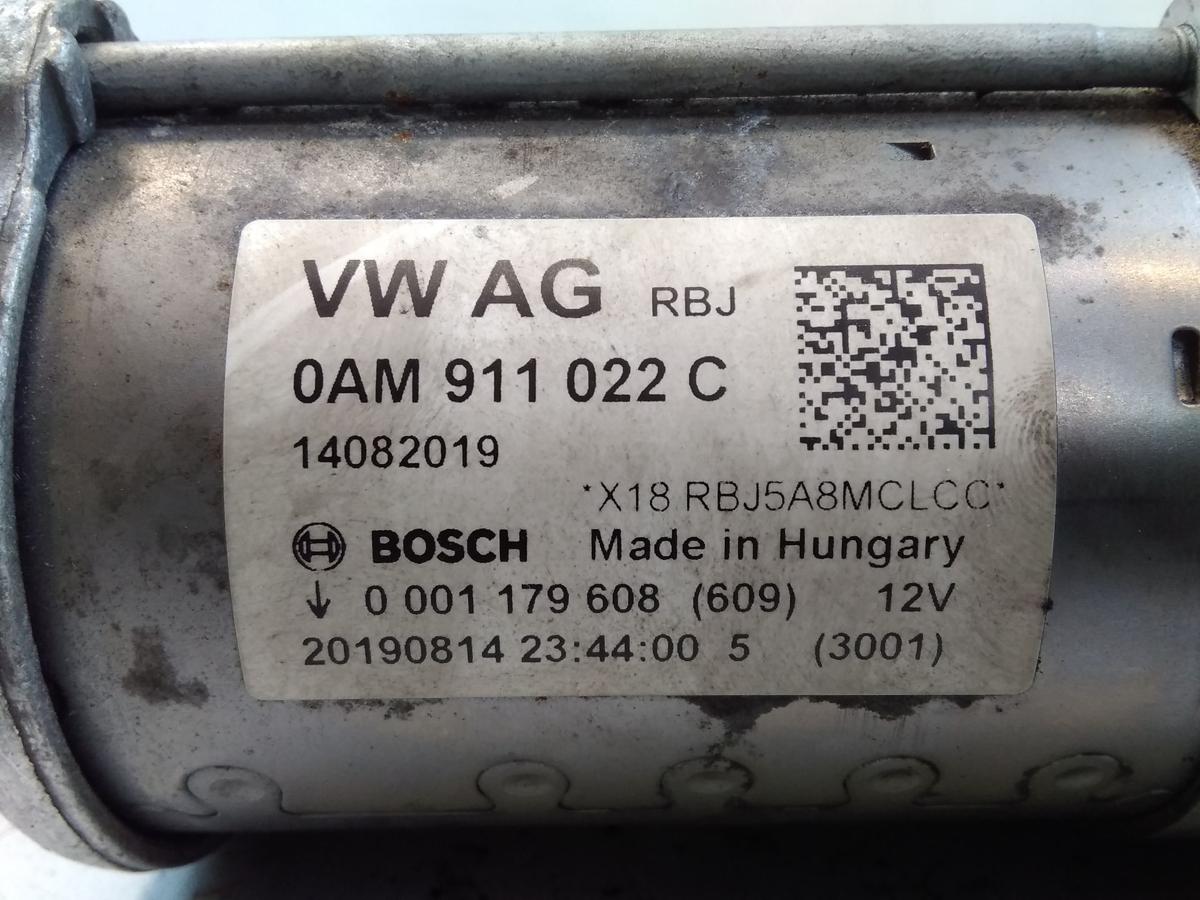 VW AG RBJ
0AM 911 022 C
14082019
*X18 RBJ5A8MCLCC*
BOSCH Made in Hungary
↓ 0 001 179 608 (609) 12V
20190814 23:44:00 5 (3001)